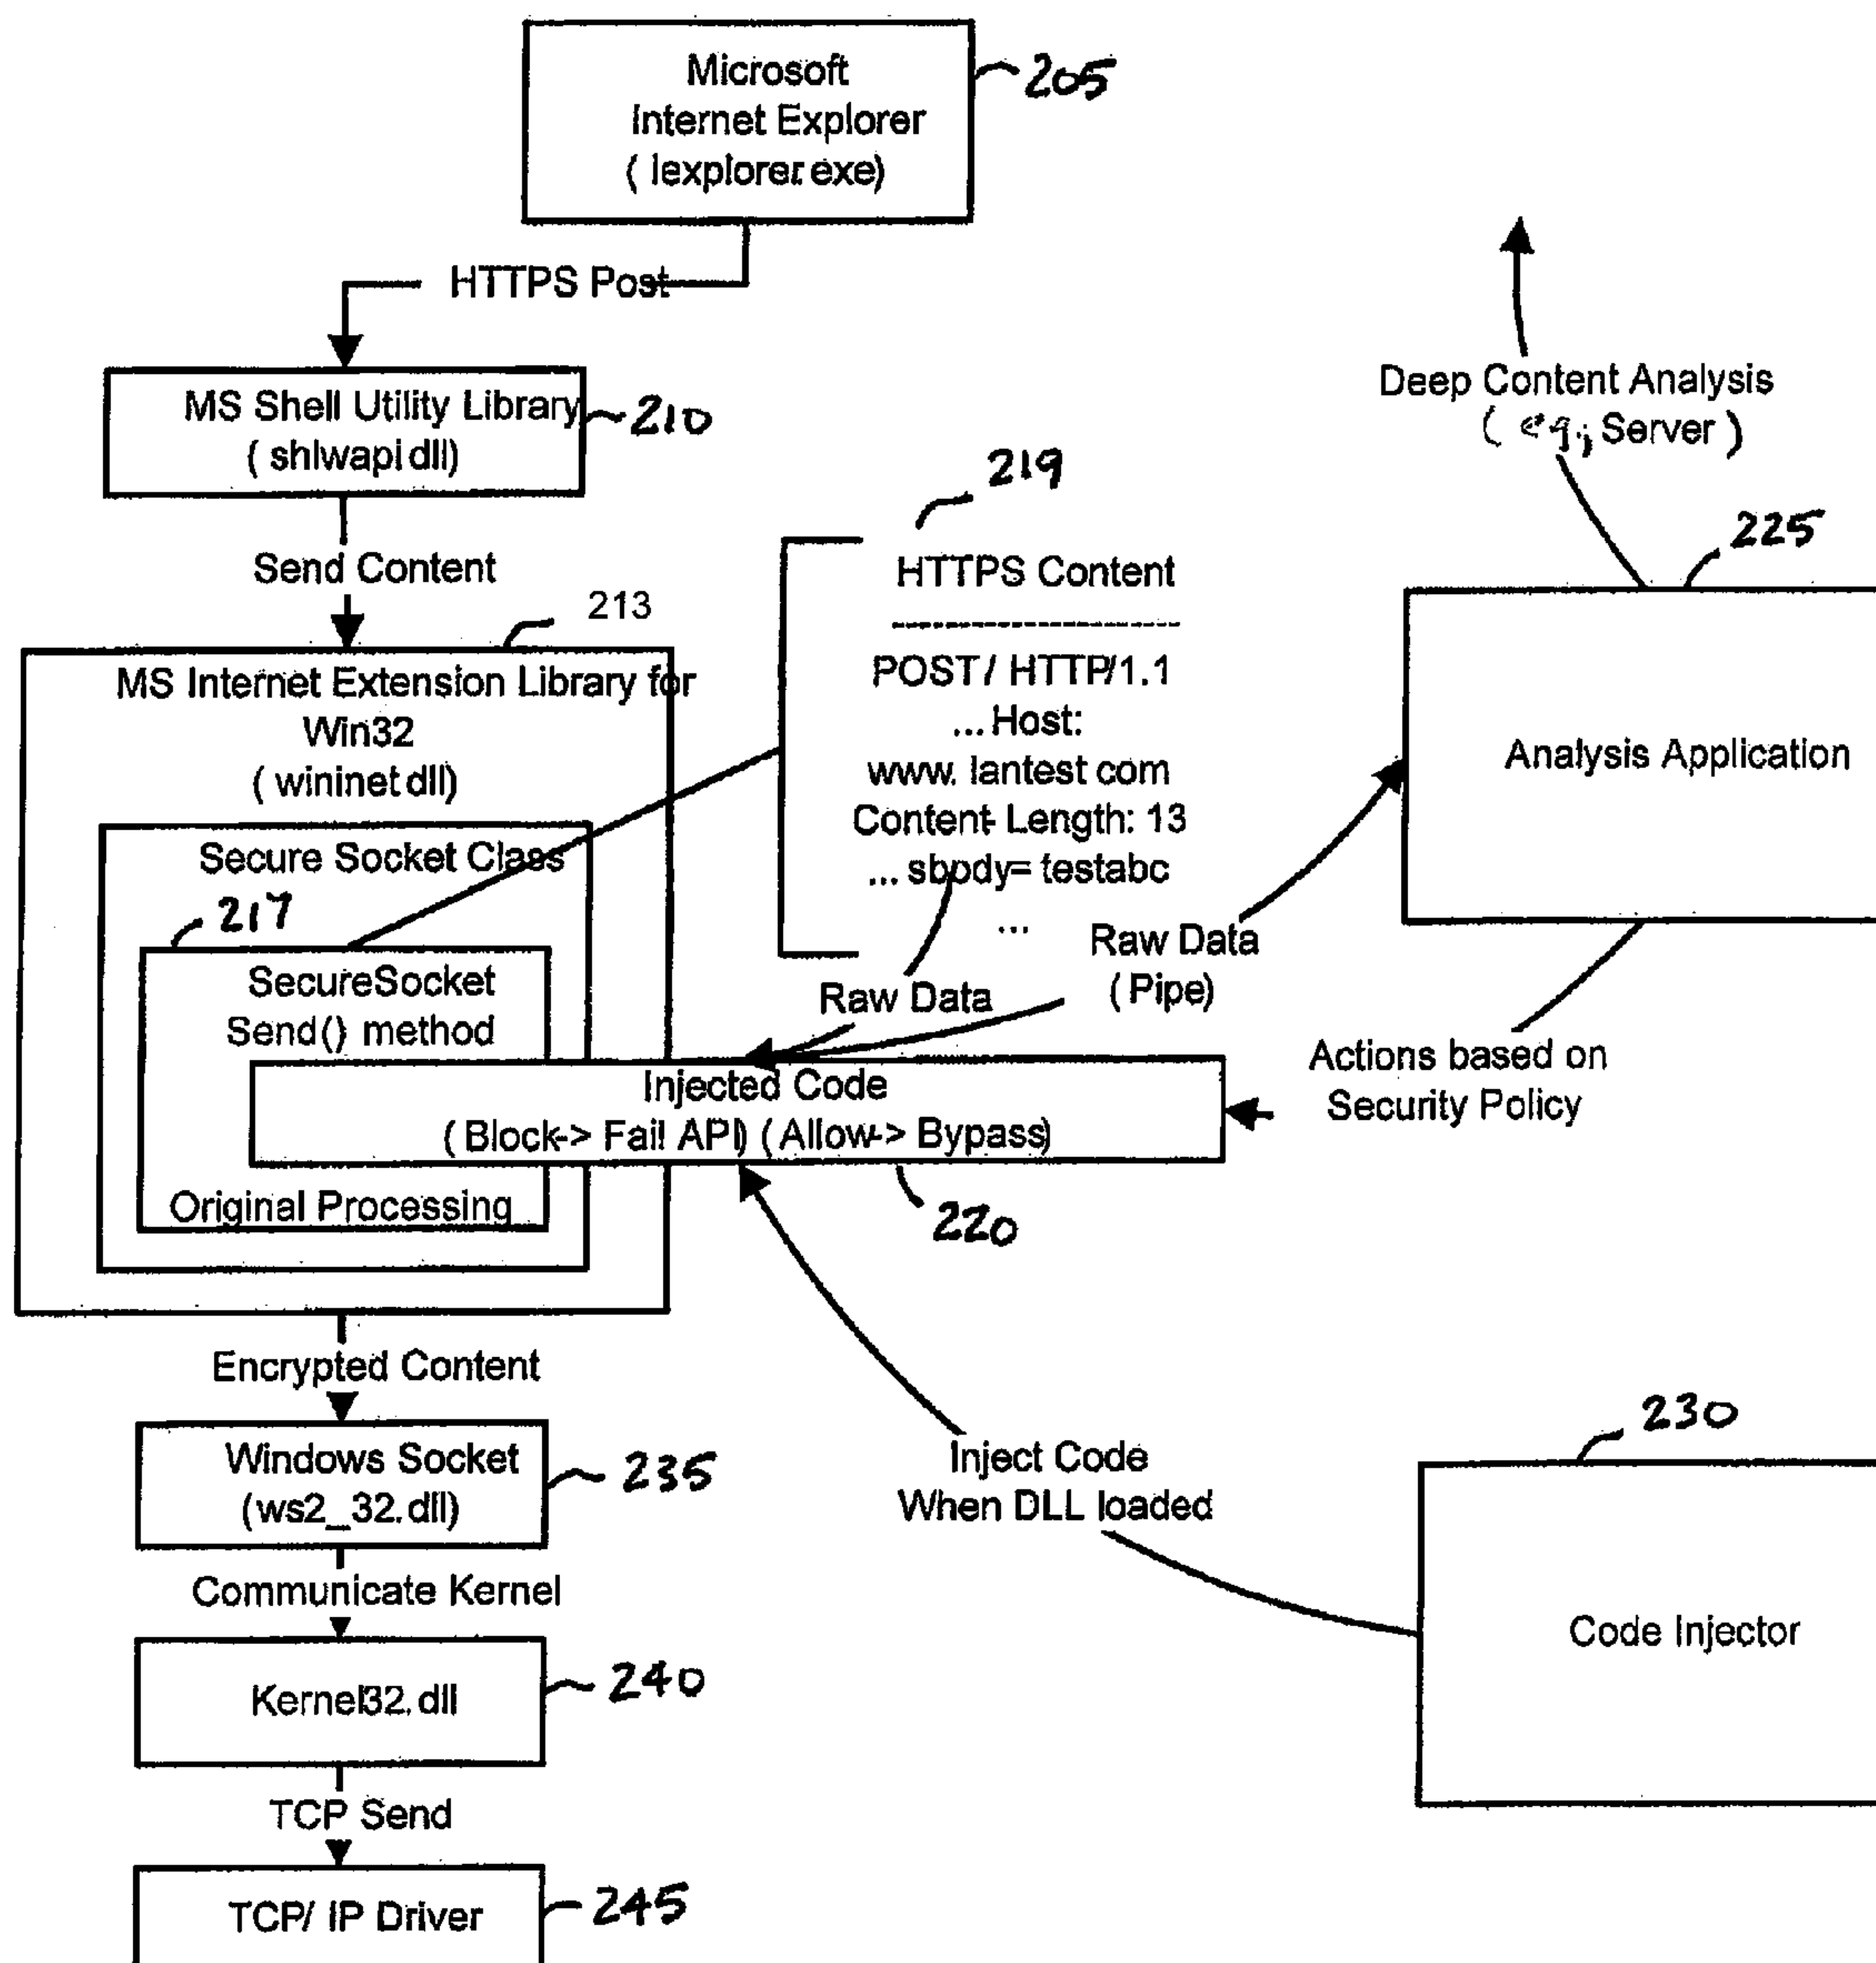 Microsoft
Internet Explorer
( Iexplorer.exe)
205
HTTPS Post
MS Shell Utility Library
( shlwapi dll)
210
Send Content
213
MS Internet Extension Library for
Win32
( wininet dll)
Secure Socket Class
217
SecureSocket
Send() method
Original Processing
219
HTTPS Content
--------------------
POST / HTTP/1.1
... Host:
www. lantest com
Content- Length: 13
... sbody= testabc
...
Raw Data
Raw Data
( Pipe)
Deep Content Analysis
( eg., Server )
225
Analysis Application
Actions based on
Security Policy
Injected Code
( Block-> Fail API) ( Allow-> Bypass)
220
Encrypted Content
Windows Socket
(ws2_32. dll)
235
Communicate Kernel
Kernel32. dll
240
TCP Send
TCP/ IP Driver
245
Inject Code
When DLL loaded
230
Code Injector